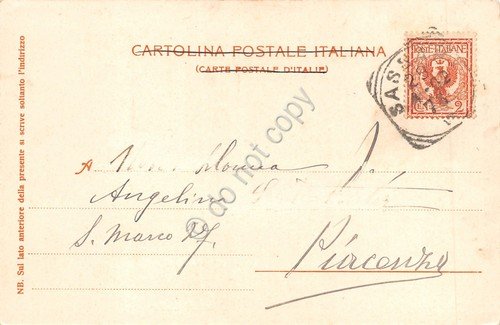 CARTOLINA POSTALE ITALIANA
(CARTE POSTALE D'ITALIE)
POSTE ITALIANE
2
SASS
A
Angelina
S. Marco 27
Piacenza
NB. Sul lato anteriore della presente si scrive soltanto l'indirizzo
© do not copy